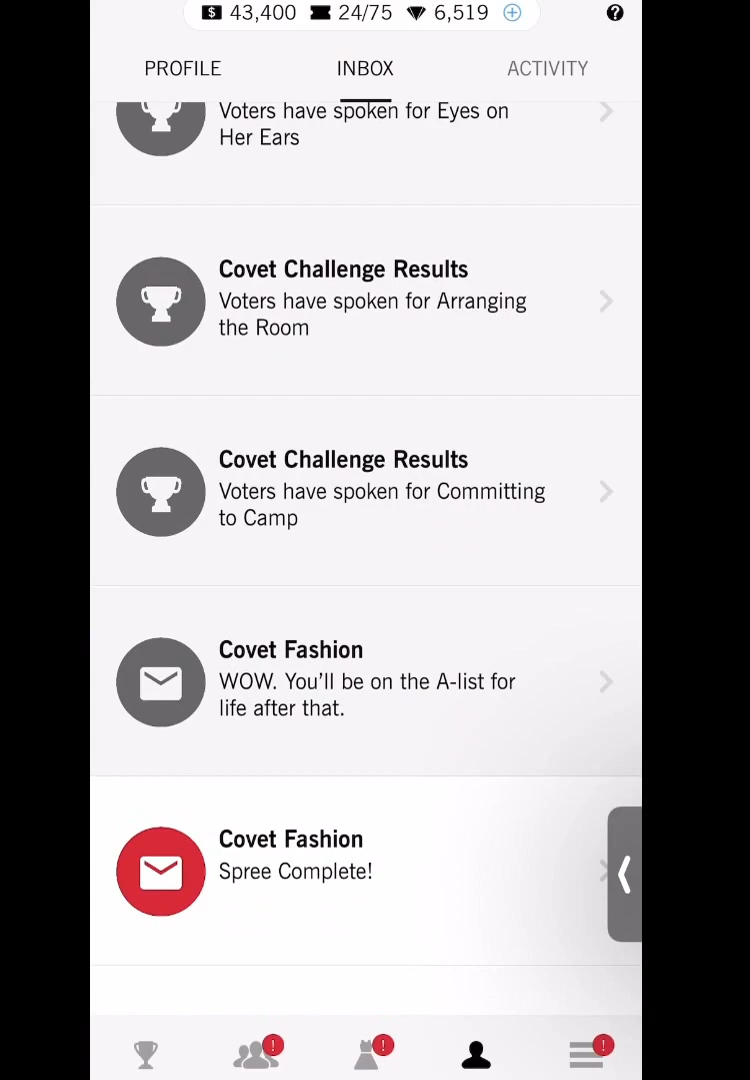 $ 43,400 24/75 6,519 + ?
PROFILE INBOX ACTIVITY
Voters have spoken for Eyes on
Her Ears
Covet Challenge Results
Voters have spoken for Arranging
the Room
Covet Challenge Results
Voters have spoken for Committing
to Camp
Covet Fashion
WOW. You’ll be on the A-list for
life after that.
Covet Fashion
Spree Complete!
! ! !